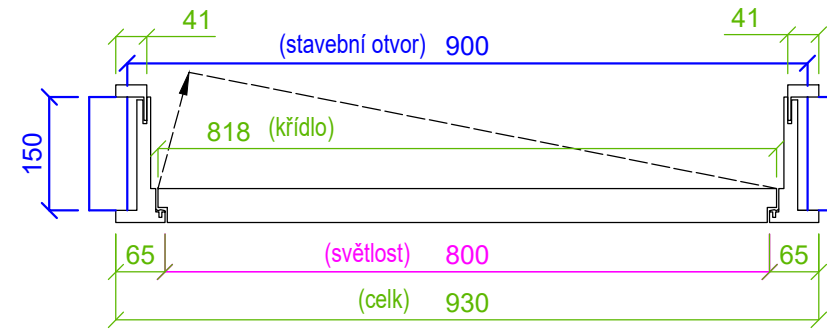 41 41
(stavební otvor) 900
818 (křídlo)
150
65 (světlost) 800 65
(celk) 930